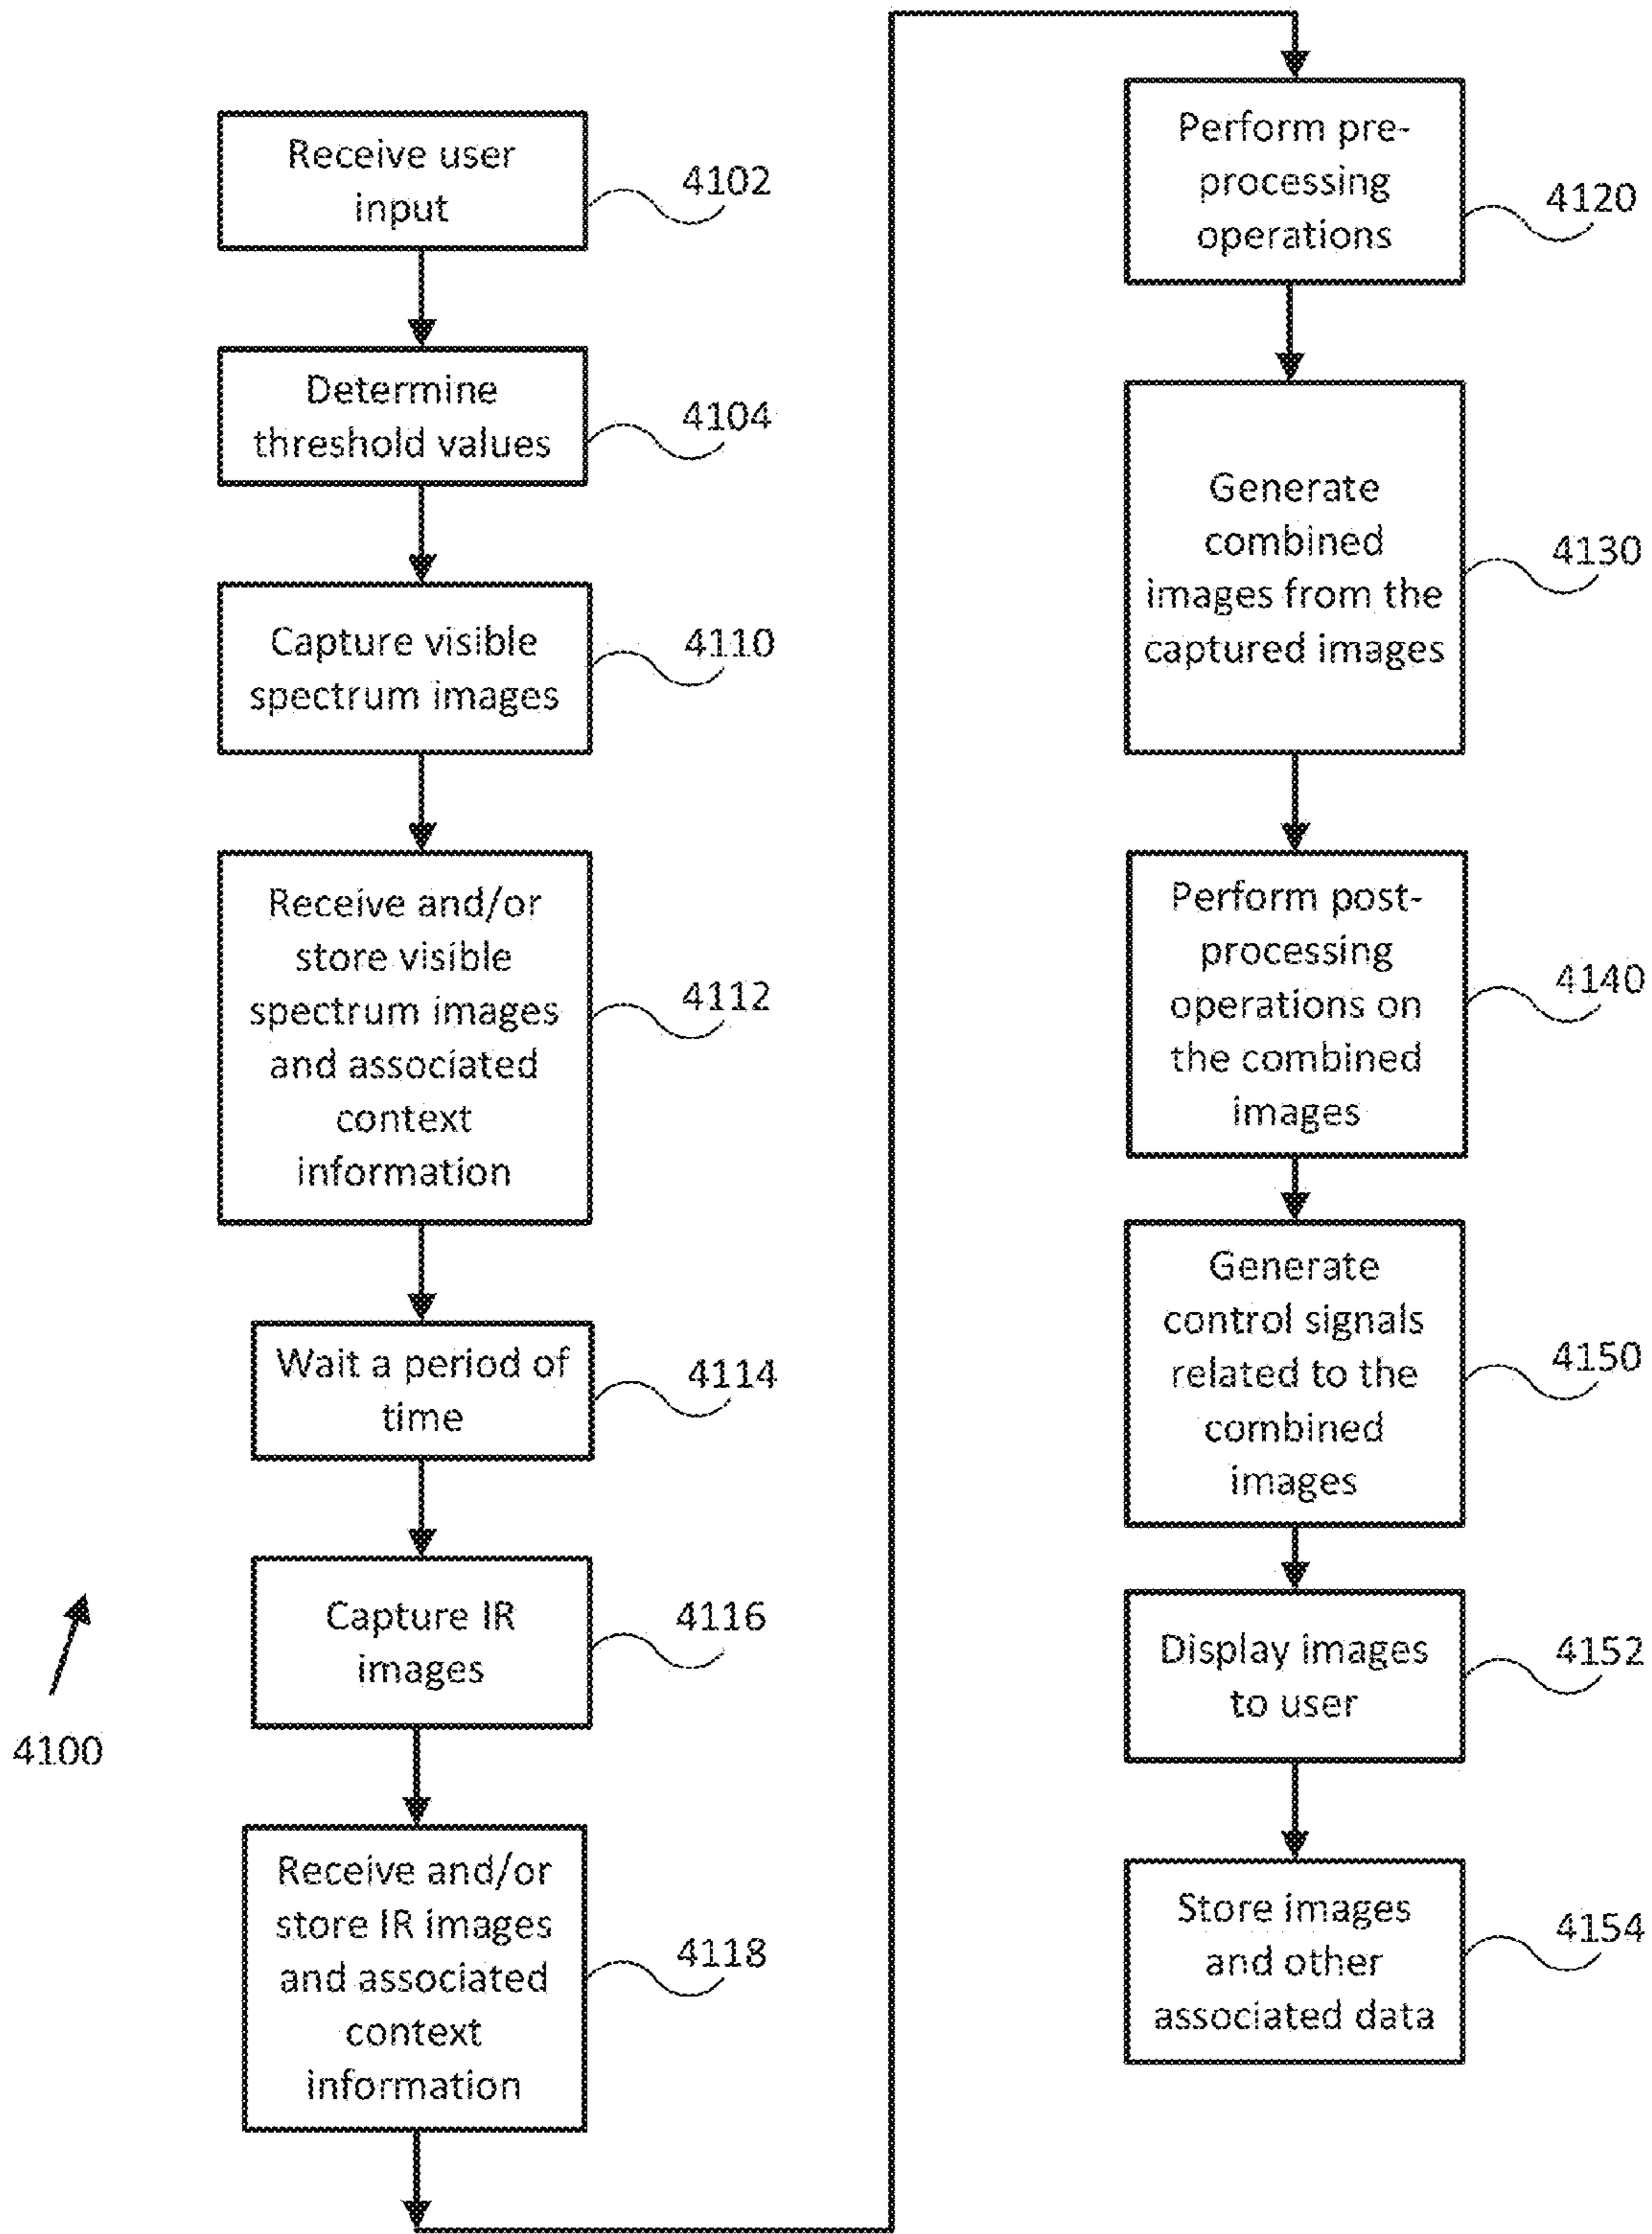 Receive user
input
4102
Determine
threshold values
4104
Capture visible
spectrum images
4110
Receive and/or
store visible
spectrum images
and associated
context
information
4112
Wait a period of
time
4114
Capture IR
images
4116
Receive and/or
store IR images
and associated
context
information
4118
4100
Perform pre-
processing
operations
4120
Generate
combined
images from the
captured images
4130
Perform post-
processing
operations on
the combined
images
4140
Generate
control signals
related to the
combined
images
4150
Display images
to user
4152
Store images
and other
associated data
4154